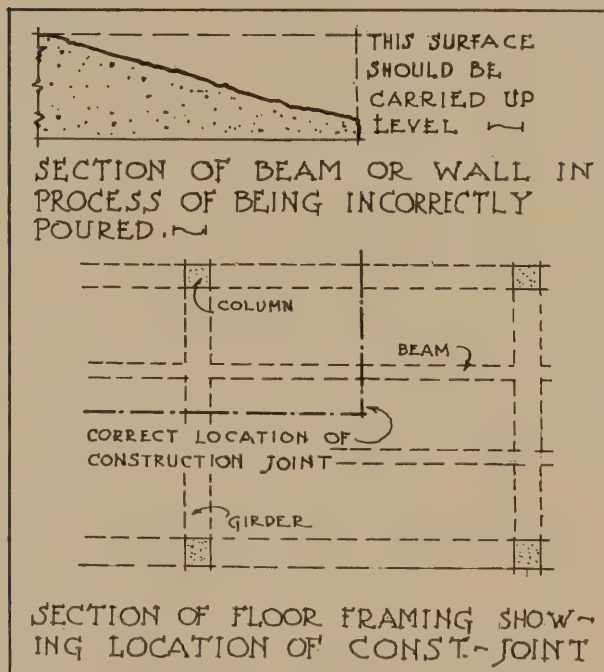 THIS SURFACE
SHOULD BE
CARRIED UP
LEVEL ~
SECTION OF BEAM OR WALL IN
PROCESS OF BEING INCORRECTLY
POURED. ~
COLUMN
BEAM
CORRECT LOCATION OF
CONSTRUCTION JOINT
GIRDER
SECTION OF FLOOR FRAMING SHOW~
ING LOCATION OF CONST.~JOINT